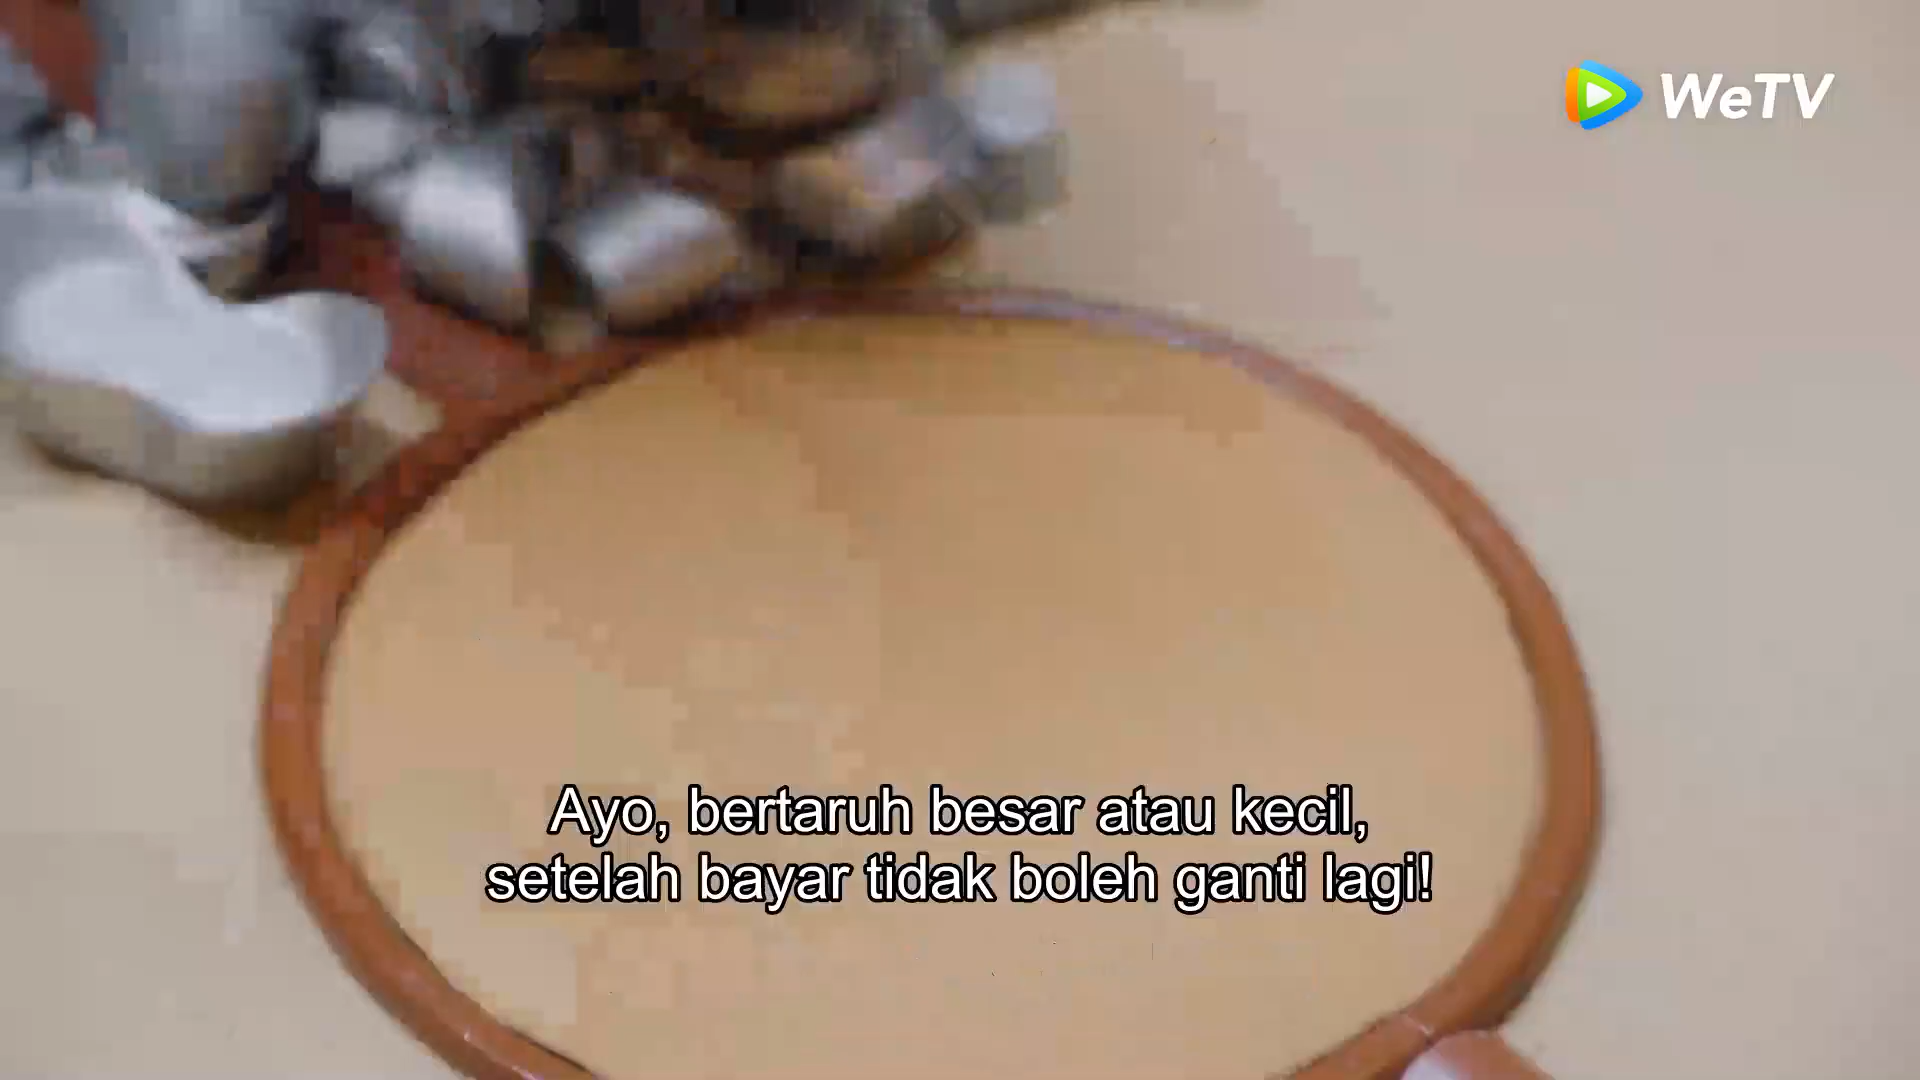 WeTV
Ayo, bertaruh besar atau kecil,
setelah bayar tidak boleh ganti lagi!